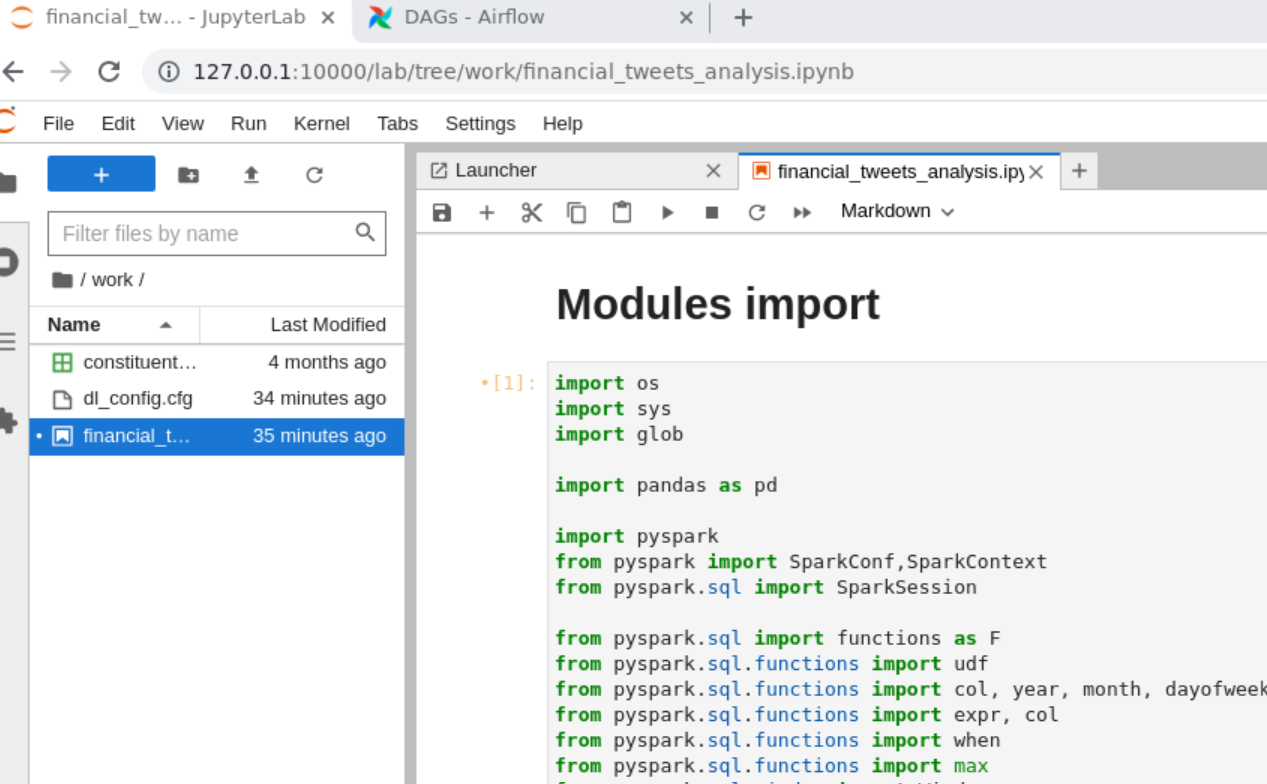 financial_tw... - JupyterLab
DAGs - Airflow
127.0.0.1:10000/lab/tree/work/financial_tweets_analysis.ipynb
File Edit View Run Kernel Tabs Settings Help
+
Filter files by name
/ work /
Name Last Modified
constituent... 4 months ago
dl_config.cfg 34 minutes ago
• financial_t... 35 minutes ago
Launcher
financial_tweets_analysis.ipy
Markdown
Modules import
•[1]:
import os
import sys
import glob
import pandas as pd
import pyspark
from pyspark import SparkConf,SparkContext
from pyspark.sql import SparkSession
from pyspark.sql import functions as F
from pyspark.sql.functions import udf
from pyspark.sql.functions import col, year, month, dayofweek
from pyspark.sql.functions import expr, col
from pyspark.sql.functions import when
from pyspark.sql.functions import max